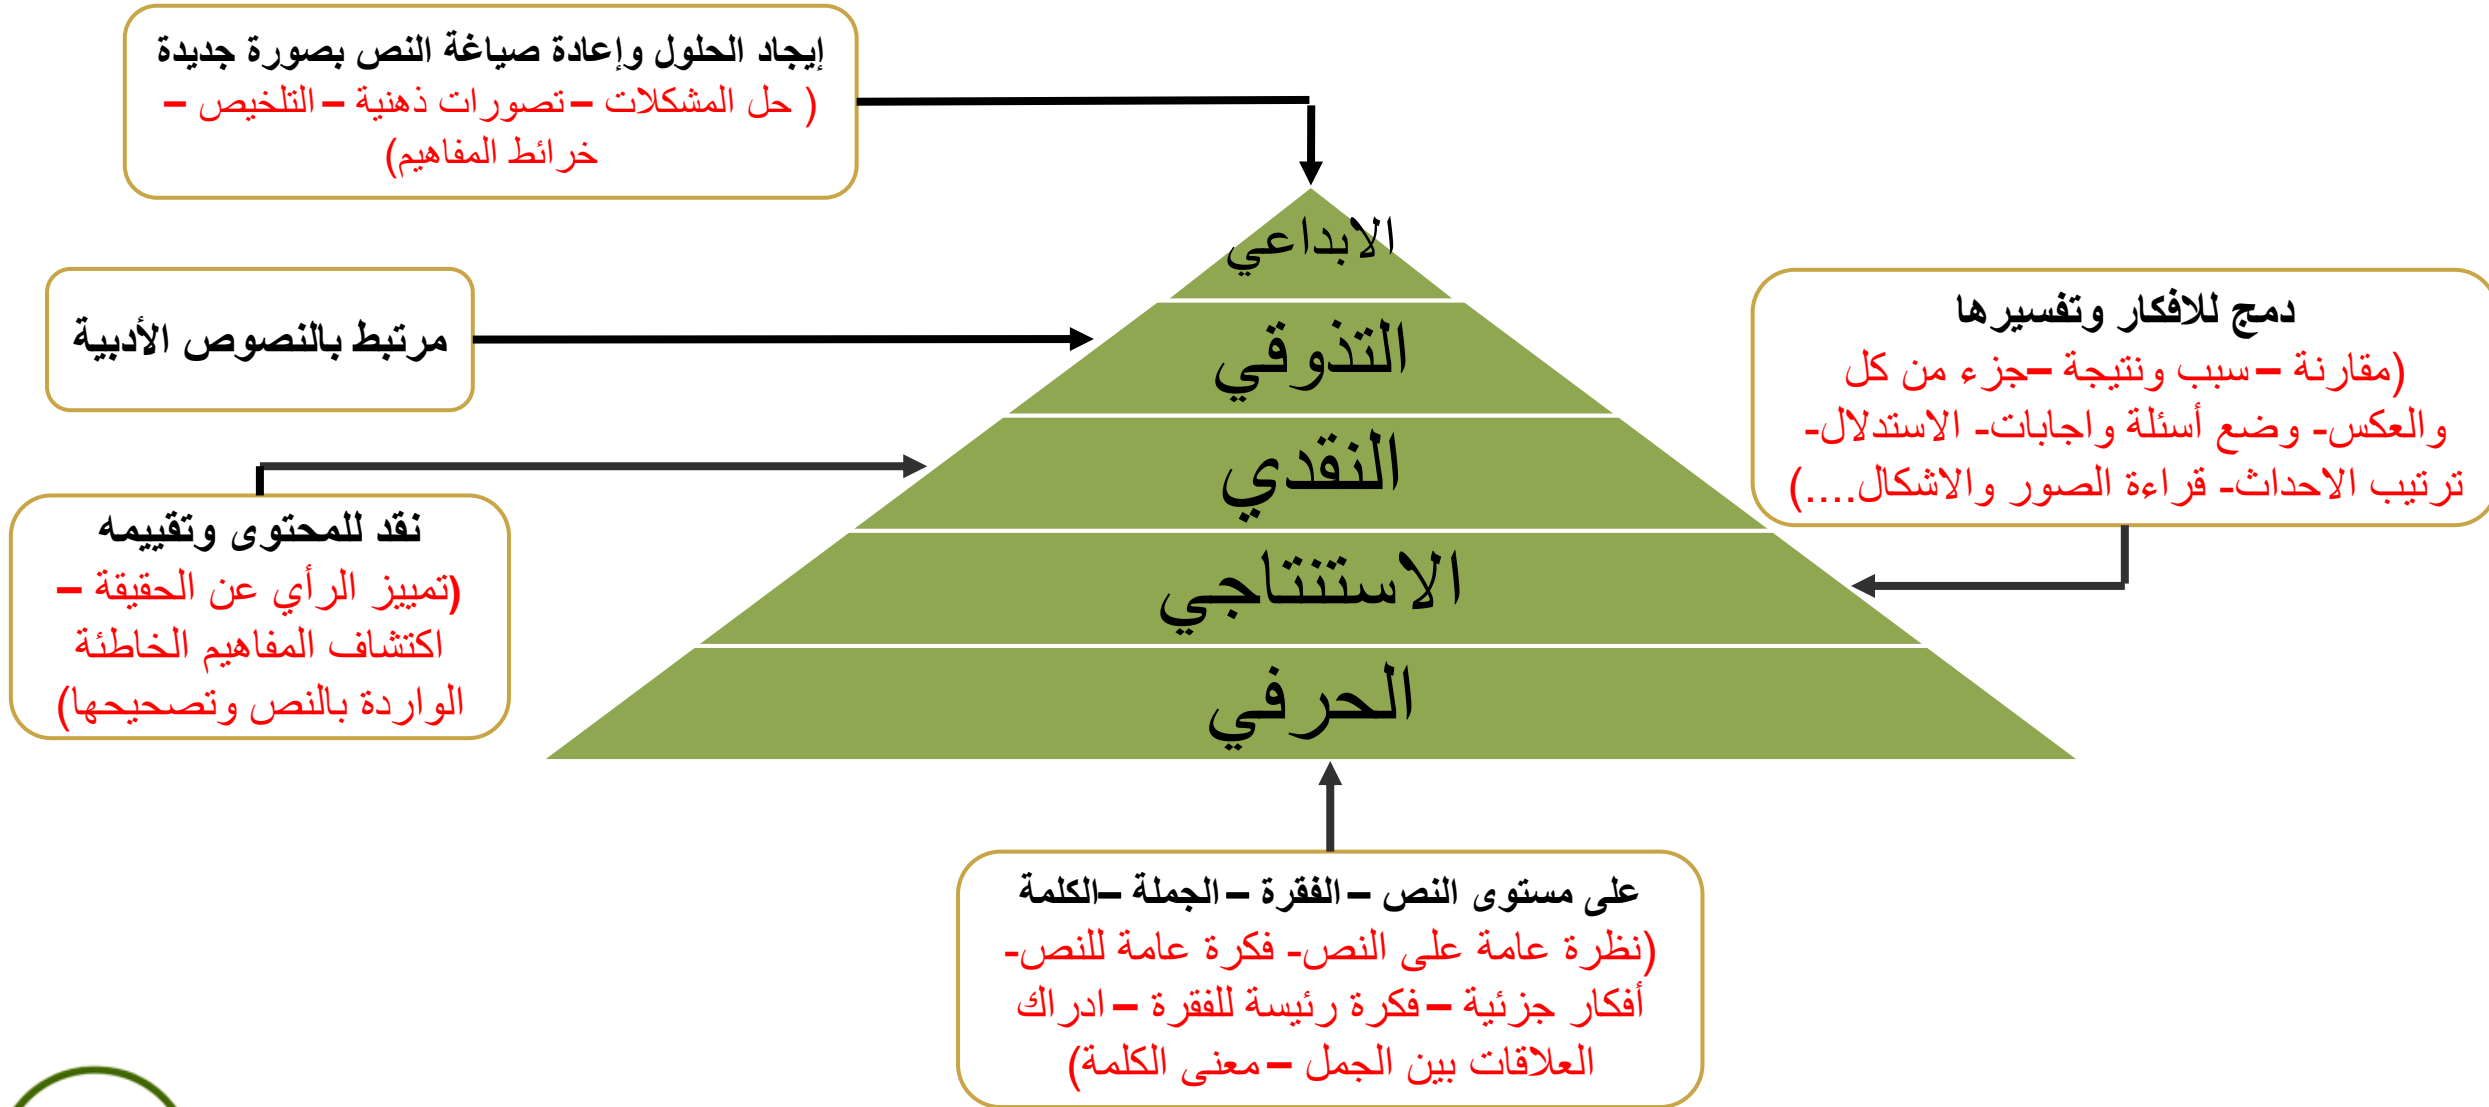 إيجاد الحلول وإعادة صياغة النص بصورة جديدة
( حل المشكلات – تصورات ذهنية – التلخيص –
خرائط المفاهيم)
الابداعي
مرتبط بالنصوص الأدبية
التذوقي
دمج للافكار وتفسيرها
(مقارنة – سبب ونتيجة –جزء من كل
والعكس- وضع أسئلة واجابات- الاستدلال-
ترتيب الاحداث- قراءة الصور والاشكال....)
النقدي
نقد للمحتوى وتقييمه
(تمييز الرأي عن الحقيقة –
اكتشاف المفاهيم الخاطئة
الواردة بالنص وتصحيحها)
الاستنتاجي
الحرفي
على مستوى النص – الفقرة – الجملة –الكلمة
(نظرة عامة على النص- فكرة عامة للنص-
أفكار جزئية – فكرة رئيسة للفقرة – ادراك
العلاقات بين الجمل – معنى الكلمة)